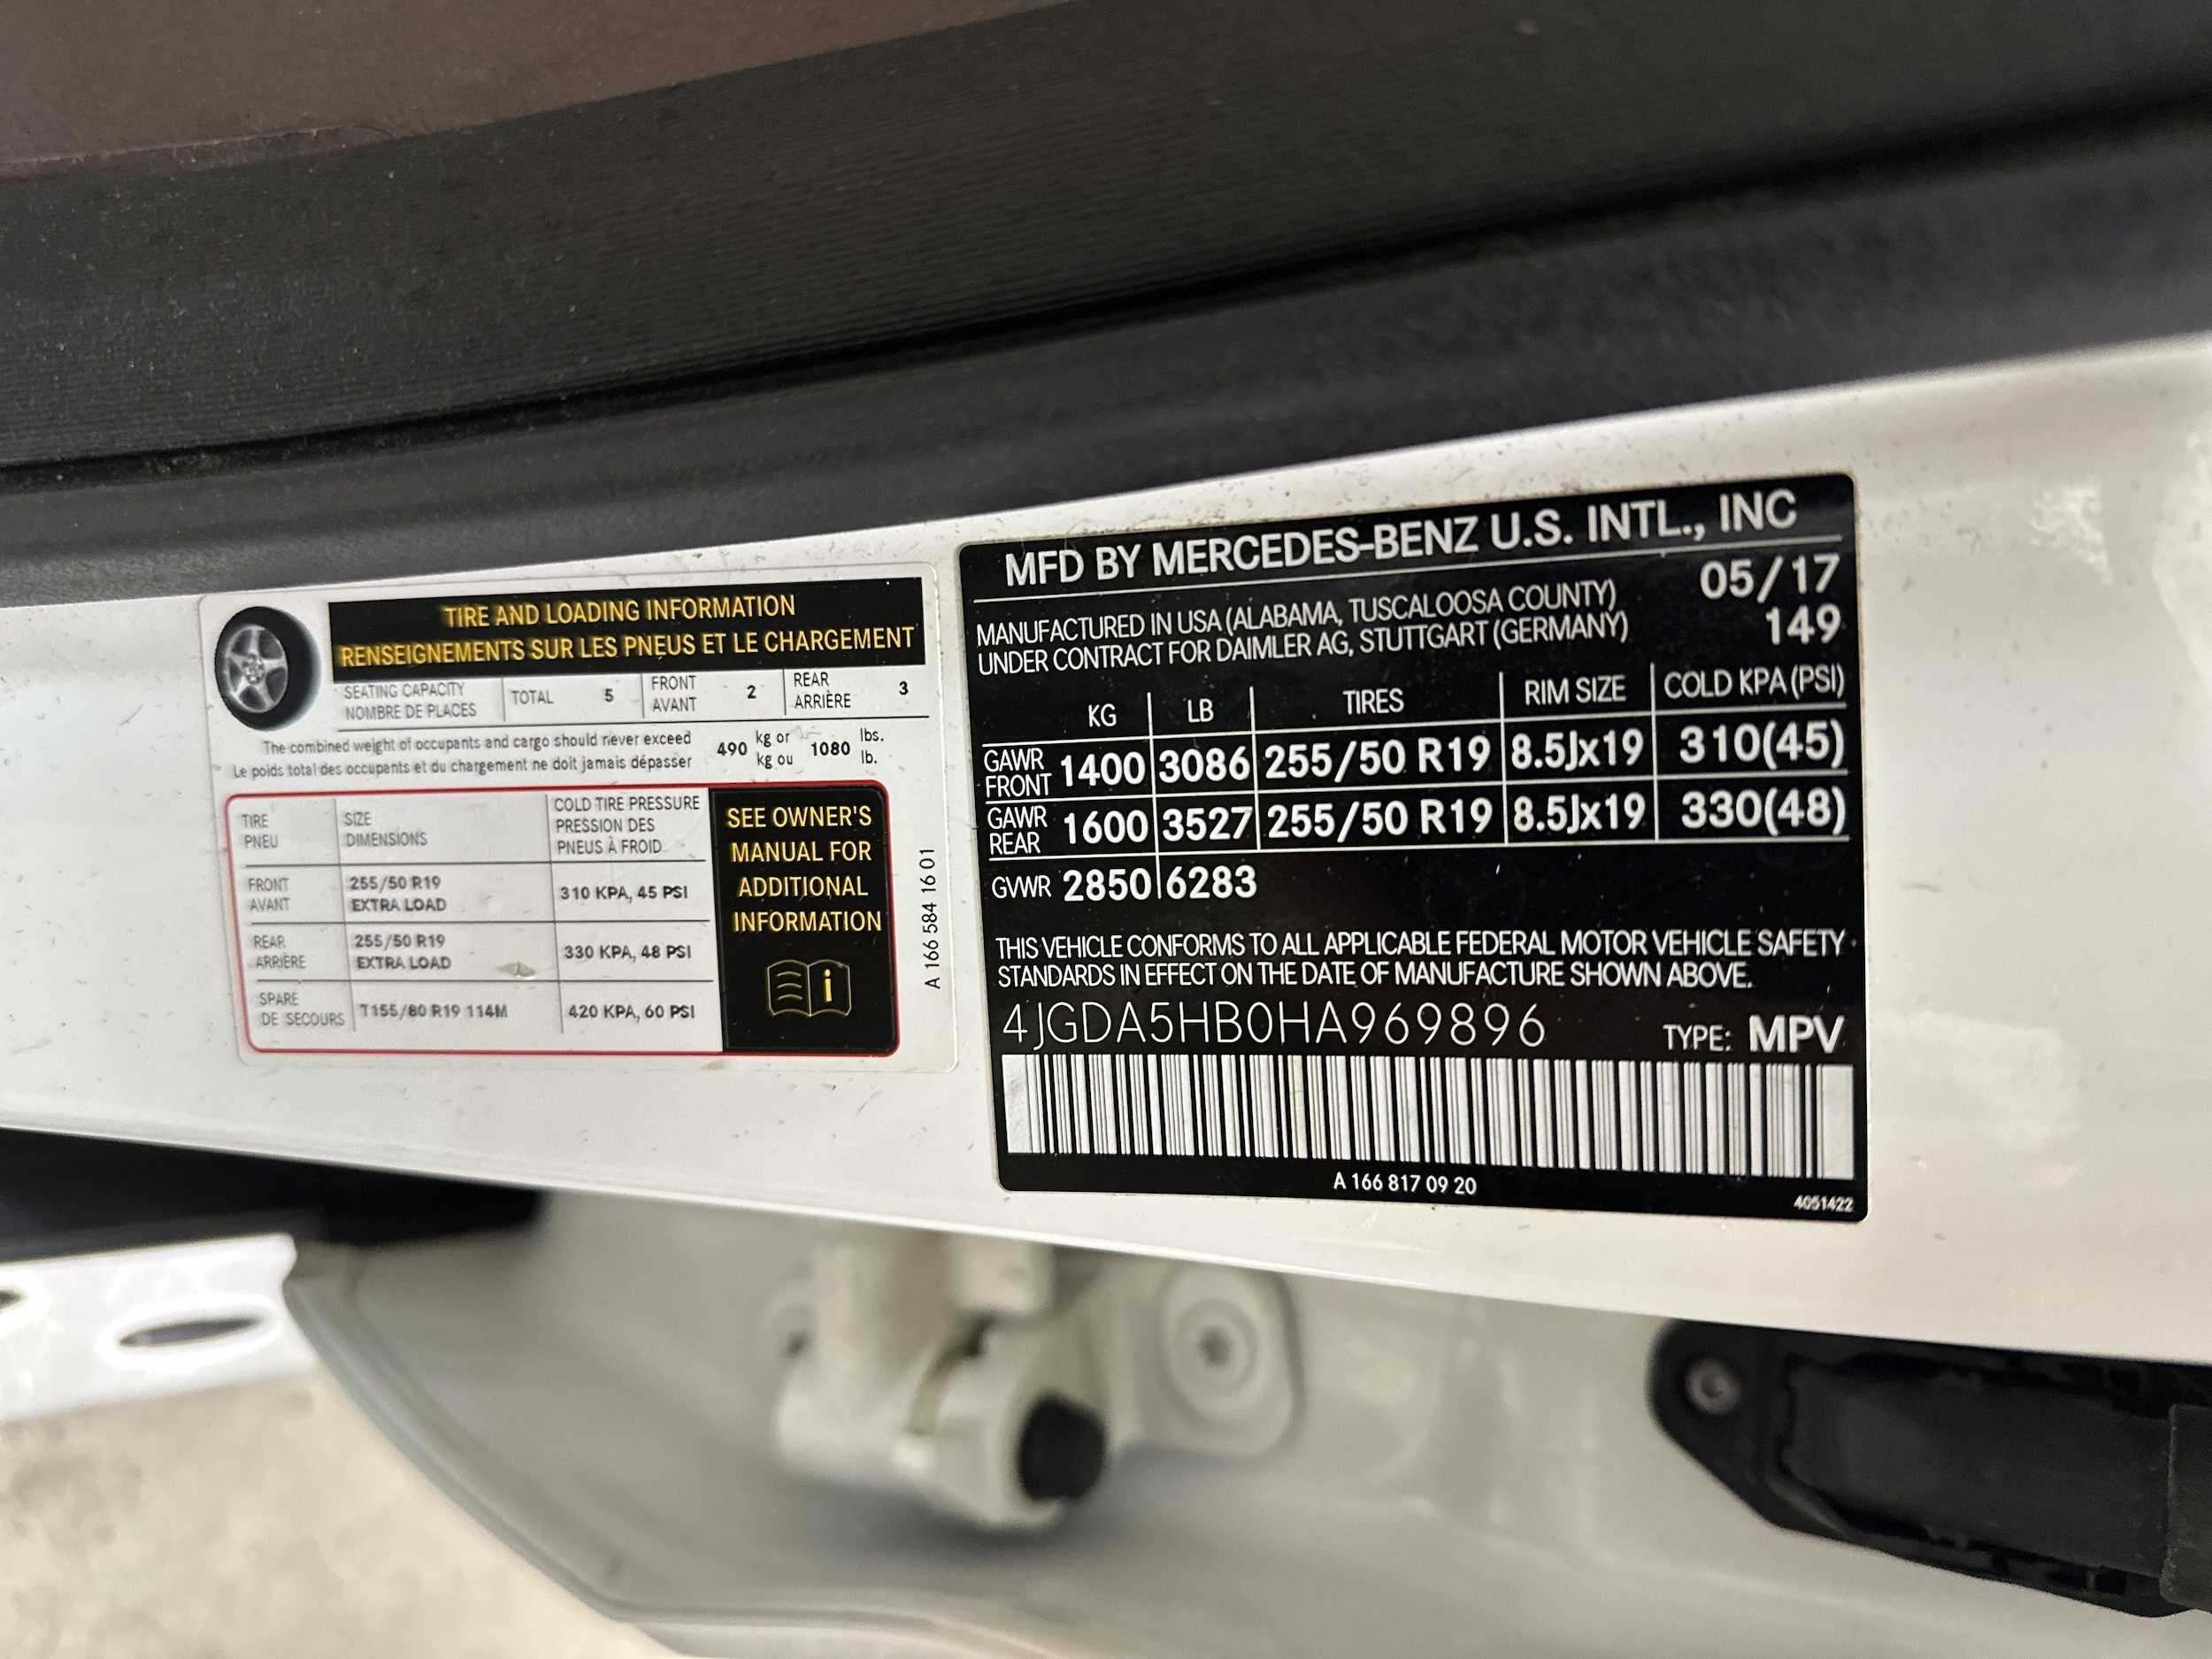 TIRE AND LOADING INFORMATION
RENSEIGNEMENTS SUR LES PNEUS ET LE CHARGEMENT
SEATING CAPACITY
NOMBRE DE PLACES
TOTAL 5
FRONT
AVANT
2
REAR
ARRIÈRE
3
The combined weight of occupants and cargo should never exceed
Le poids total des occupants et du chargement ne doit jamais dépasser
490 kg or
kg ou
1080 lbs.
lb.
TIRE
PNEU
SIZE
DIMENSIONS
COLD TIRE PRESSURE
PRESSION DES
PNEUS À FROID
FRONT
AVANT
255/50 R19
EXTRA LOAD
310 KPA, 45 PSI
REAR
ARRIÈRE
255/50 R19
EXTRA LOAD
330 KPA, 48 PSI
SPARE
DE SECOURS
T155/80 R19 114M
420 KPA, 60 PSI
SEE OWNER'S
MANUAL FOR
ADDITIONAL
INFORMATION
i
A 166 584 16 01
MFD BY MERCEDES-BENZ U.S. INTL., INC
MANUFACTURED IN USA (ALABAMA, TUSCALOOSA COUNTY)
UNDER CONTRACT FOR DAIMLER AG, STUTTGART (GERMANY)
05/17
149
KG LB TIRES RIM SIZE COLD KPA (PSI)
GAWR
FRONT
1400 3086 255/50 R19 8.5Jx19 310(45)
GAWR
REAR
1600 3527 255/50 R19 8.5Jx19 330(48)
GVWR 2850 6283
THIS VEHICLE CONFORMS TO ALL APPLICABLE FEDERAL MOTOR VEHICLE SAFETY
STANDARDS IN EFFECT ON THE DATE OF MANUFACTURE SHOWN ABOVE.
4JGDA5HB0HA969896 TYPE: MPV
A 166 817 09 20
4051422